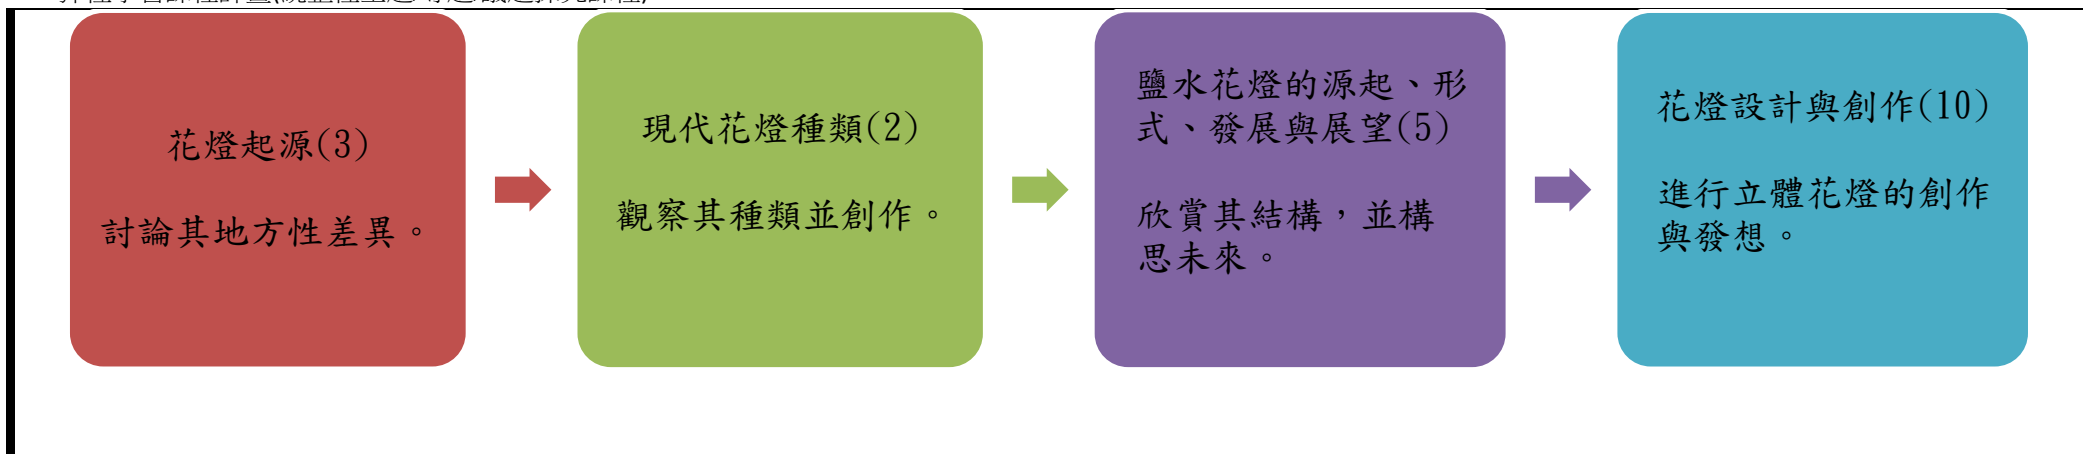 花燈起源(3)
討論其地方性差異。
現代花燈種類(2)
觀察其種類並創作。
鹽水花燈的源起、形
式、發展與展望(5)
欣賞其結構，並構
思未來。
花燈設計與創作(10)
進行立體花燈的創作
與發想。